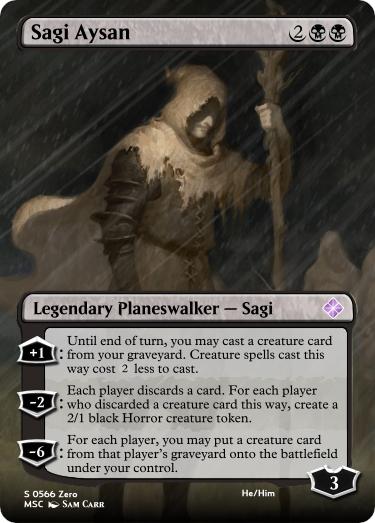 Sagi Aysan 2
Legendary Planeswalker — Sagi
+1: Until end of turn, you may cast a creature card
from your graveyard. Creature spells cast this
way cost 2 less to cast.
-2: Each player discards a card. For each player
who discarded a creature card this way, create a
2/1 black Horror creature token.
-6: For each player, you may put a creature card
from that player's graveyard onto the battlefield
under your control.
3
S 0566 Zero He/Him
MSC Sam Carr